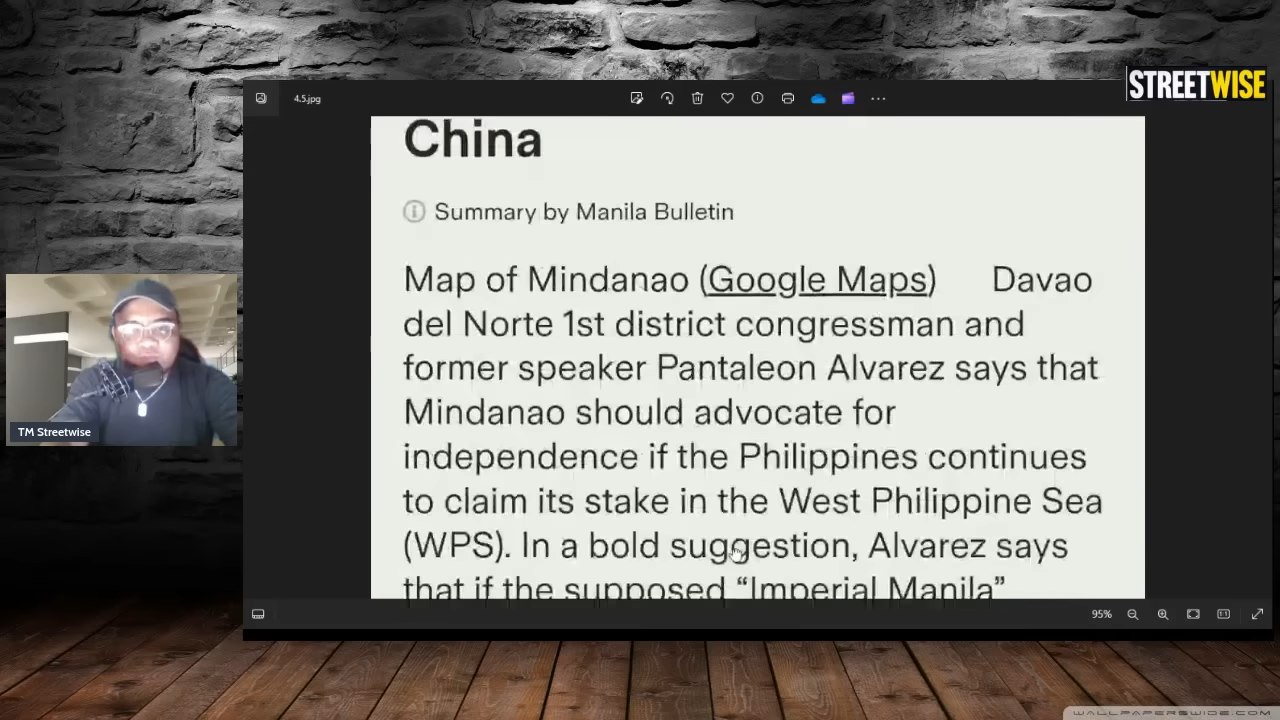 STREETWISE
4.5.jpg
China
Summary by Manila Bulletin
Map of Mindanao (Google Maps) Davao
del Norte 1st district congressman and
former speaker Pantaleon Alvarez says that
Mindanao should advocate for
independence if the Philippines continues
to claim its stake in the West Philippine Sea
(WPS). In a bold suggestion, Alvarez says
that if the supposed “Imperial Manila”
TM Streetwise
95%
WALLPAPERSWIDE.COM